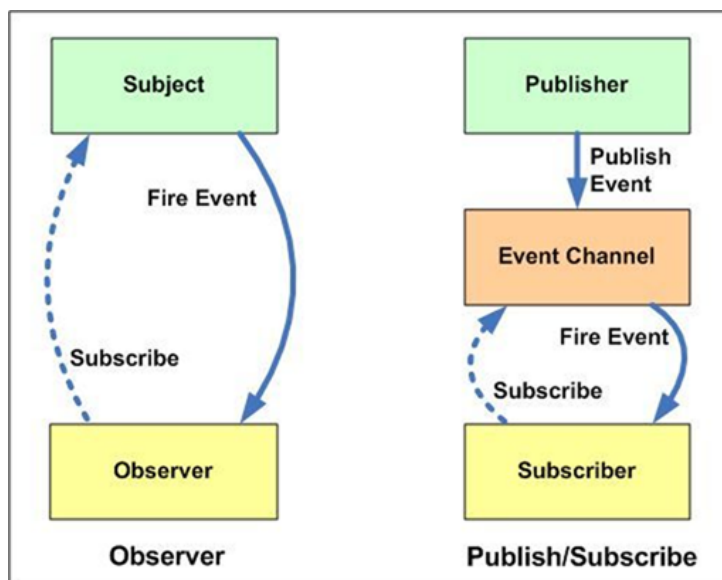 Subject
Fire Event
Subscribe
Observer
Observer
Publisher
Publish
Event
Event Channel
Fire Event
Subscribe
Subscriber
Publish/Subscribe